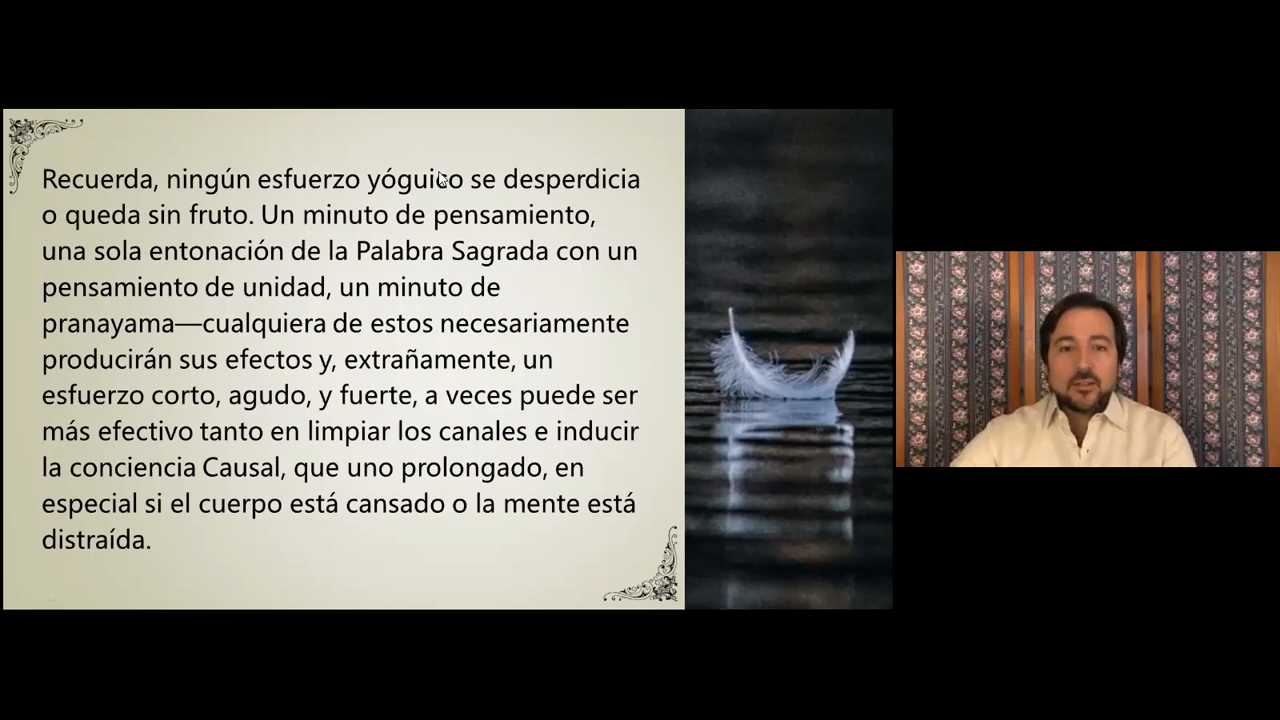 Recuerda, ningún esfuerzo yóguico se desperdicia
o queda sin fruto. Un minuto de pensamiento,
una sola entonación de la Palabra Sagrada con un
pensamiento de unidad, un minuto de
pranayama—cualquiera de estos necesariamente
producirán sus efectos y, extrañamente, un
esfuerzo corto, agudo, y fuerte, a veces puede ser
más efectivo tanto en limpiar los canales e inducir
la conciencia Causal, que uno prolongado, en
especial si el cuerpo está cansado o la mente está
distraída.